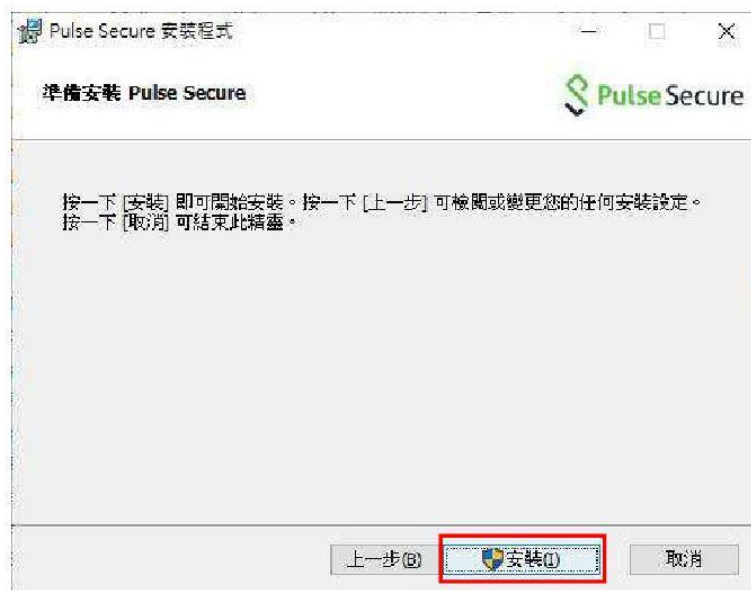 Pulse Secure 安裝程式
準備安裝 Pulse Secure
Pulse Secure
按一下 [安裝] 即可開始安裝。按一下 [上一步] 可檢閱或變更您的任何安裝設定。
按一下 [取消] 可結束此精靈。
上一步(B) 安裝(I) 取消